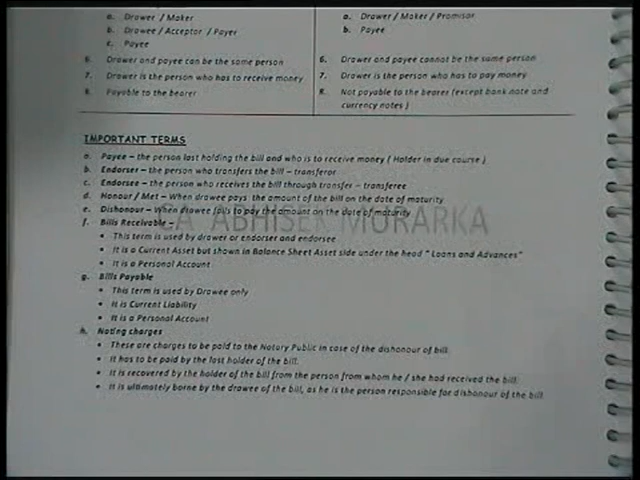 a. Drawer / Maker
b. Drawee / Acceptor / Payer
c. Payee
6. Drawer and payee can be the same person
7. Drawer is the person who has to receive money
8. Payable to the bearer
a. Drawer / Maker / Promisor
b. Payee
6. Drawer and payee cannot be the same person
7. Drawer is the person who has to pay money
8. Not payable to the bearer (except bank note and
currency notes )
IMPORTANT TERMS
a. Payee – the person last holding the bill and who is to receive money ( Holder in due course )
b. Endorser – the person who transfers the bill – transferor
c. Endorsee – the person who receives the bill through transfer – transferee
d. Honour / Met – When drawee pays the amount of the bill on the date of maturity
e. Dishonour – When drawee fails to pay the amount on the date of maturity
A ABHISEK MORARKA
f. Bills Receivable –
• This term is used by drawer or endorser and endorsee
• It is a Current Asset but shown in Balance Sheet Asset side under the head " Loans and Advances"
• It is a Personal Account
g. Bills Payable
• This term is used by Drawee only
• It is Current Liability
• It is a Personal Account
h. Noting charges
• These are charges to be paid to the Notary Public in case of the dishonour of bill.
• It has to be paid by the last holder of the bill.
• It is recovered by the holder of the bill from the person from whom he / she had received the bill.
• It is ultimately borne by the drawee of the bill, as he is the person responsible for dishonour of the bill